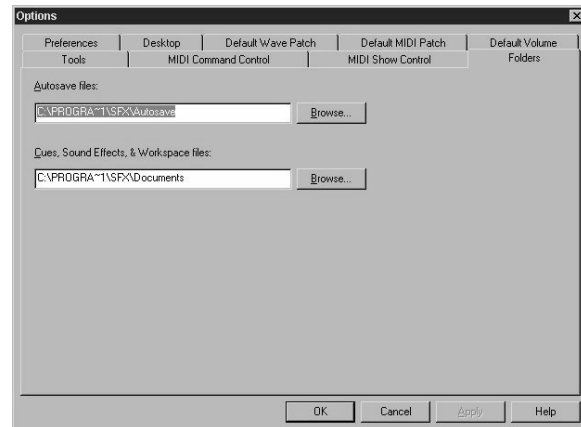 Options
Preferences Desktop Default Wave Patch Default MIDI Patch Default Volume
Tools MIDI Command Control MIDI Show Control Folders
Autosave files:
C:\PROGRA~1\SFX\Autosave Browse...
Cues, Sound Effects, & Workspace files:
C:\PROGRA~1\SFX\Documents Browse...
OK Cancel Apply Help